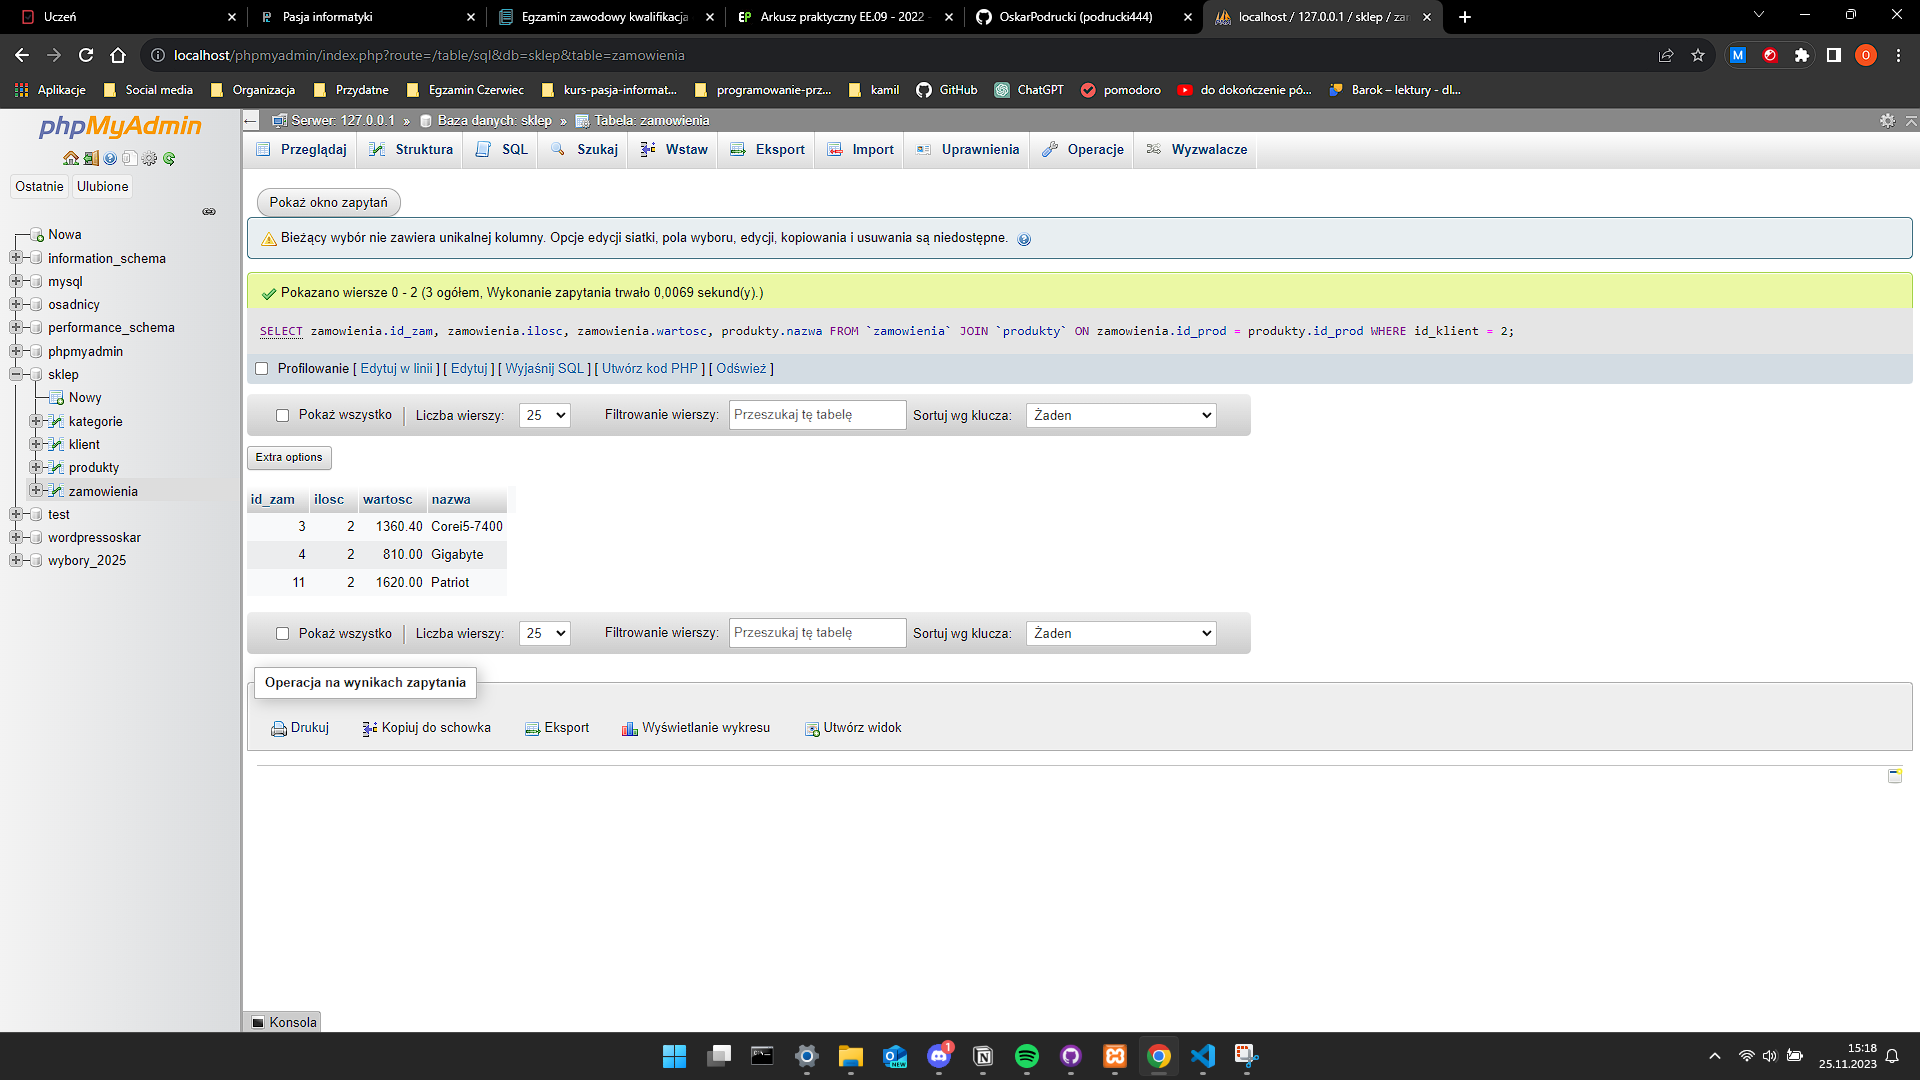 Uczeń
Pasja informatyki
Egzamin zawodowy kwalifikacja
Arkusz praktyczny EE.09 - 2022 -
OskarPodrucki (podrucki444)
localhost / 127.0.0.1 / sklep / za
localhost/phpmyadmin/index.php?route=/table/sql&db=sklep&table=zamowienia
M
O
Aplikacje
Social media
Organizacja
Przydatne
Egzamin Czerwiec
kurs-pasja-informat...
programowanie-prz...
kamil
GitHub
ChatGPT
pomodoro
do dokończenie pó...
Barok – lektury - dl...
phpMyAdmin
Ostatnie
Ulubione
Nowa
information_schema
mysql
osadnicy
performance_schema
phpmyadmin
sklep
Nowy
kategorie
klient
produkty
zamowienia
test
wordpressoskar
wybory_2025
Serwer: 127.0.0.1 » Baza danych: sklep » Tabela: zamowienia
Przeglądaj
Struktura
SQL
Szukaj
Wstaw
Eksport
Import
Uprawnienia
Operacje
Wyzwalacze
Pokaż okno zapytań
Bieżący wybór nie zawiera unikalnej kolumny. Opcje edycji siatki, pola wyboru, edycji, kopiowania i usuwania są niedostępne.
Pokazano wiersze 0 - 2 (3 ogółem, Wykonanie zapytania trwało 0,0069 sekund(y).)
SELECT zamowienia.id_zam, zamowienia.ilosc, zamowienia.wartosc, produkty.nazwa FROM `zamowienia` JOIN `produkty` ON zamowienia.id_prod = produkty.id_prod WHERE id_klient = 2;
Profilowanie [ Edytuj w linii ] [ Edytuj ] [ Wyjaśnij SQL ] [ Utwórz kod PHP ] [ Odśwież ]
Pokaż wszystko
Liczba wierszy:
25
Filtrowanie wierszy:
Przeszukaj tę tabelę
Sortuj wg klucza:
Żaden
Extra options
id_zam ilosc wartosc nazwa
3 2 1360.40 Corei5-7400
4 2 810.00 Gigabyte
11 2 1620.00 Patriot
Pokaż wszystko
Liczba wierszy:
25
Filtrowanie wierszy:
Przeszukaj tę tabelę
Sortuj wg klucza:
Żaden
Operacja na wynikach zapytania
Drukuj
Kopiuj do schowka
Eksport
Wyświetlanie wykresu
Utwórz widok
Konsola
1
NEW
15:18
25.11.2023